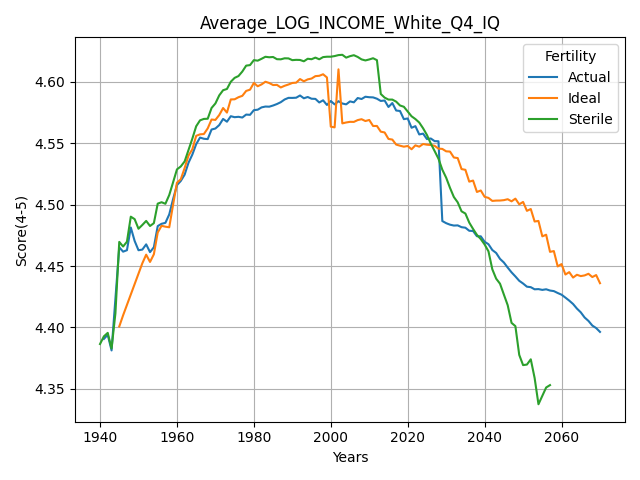 Average_LOG_INCOME_White_Q4_IQ
Fertility
Actual
Ideal
Sterile
Score(4-5)
4.60
4.55
4.50
4.45
4.40
4.35
1940
1960
1980
2000
2020
2040
2060
Years